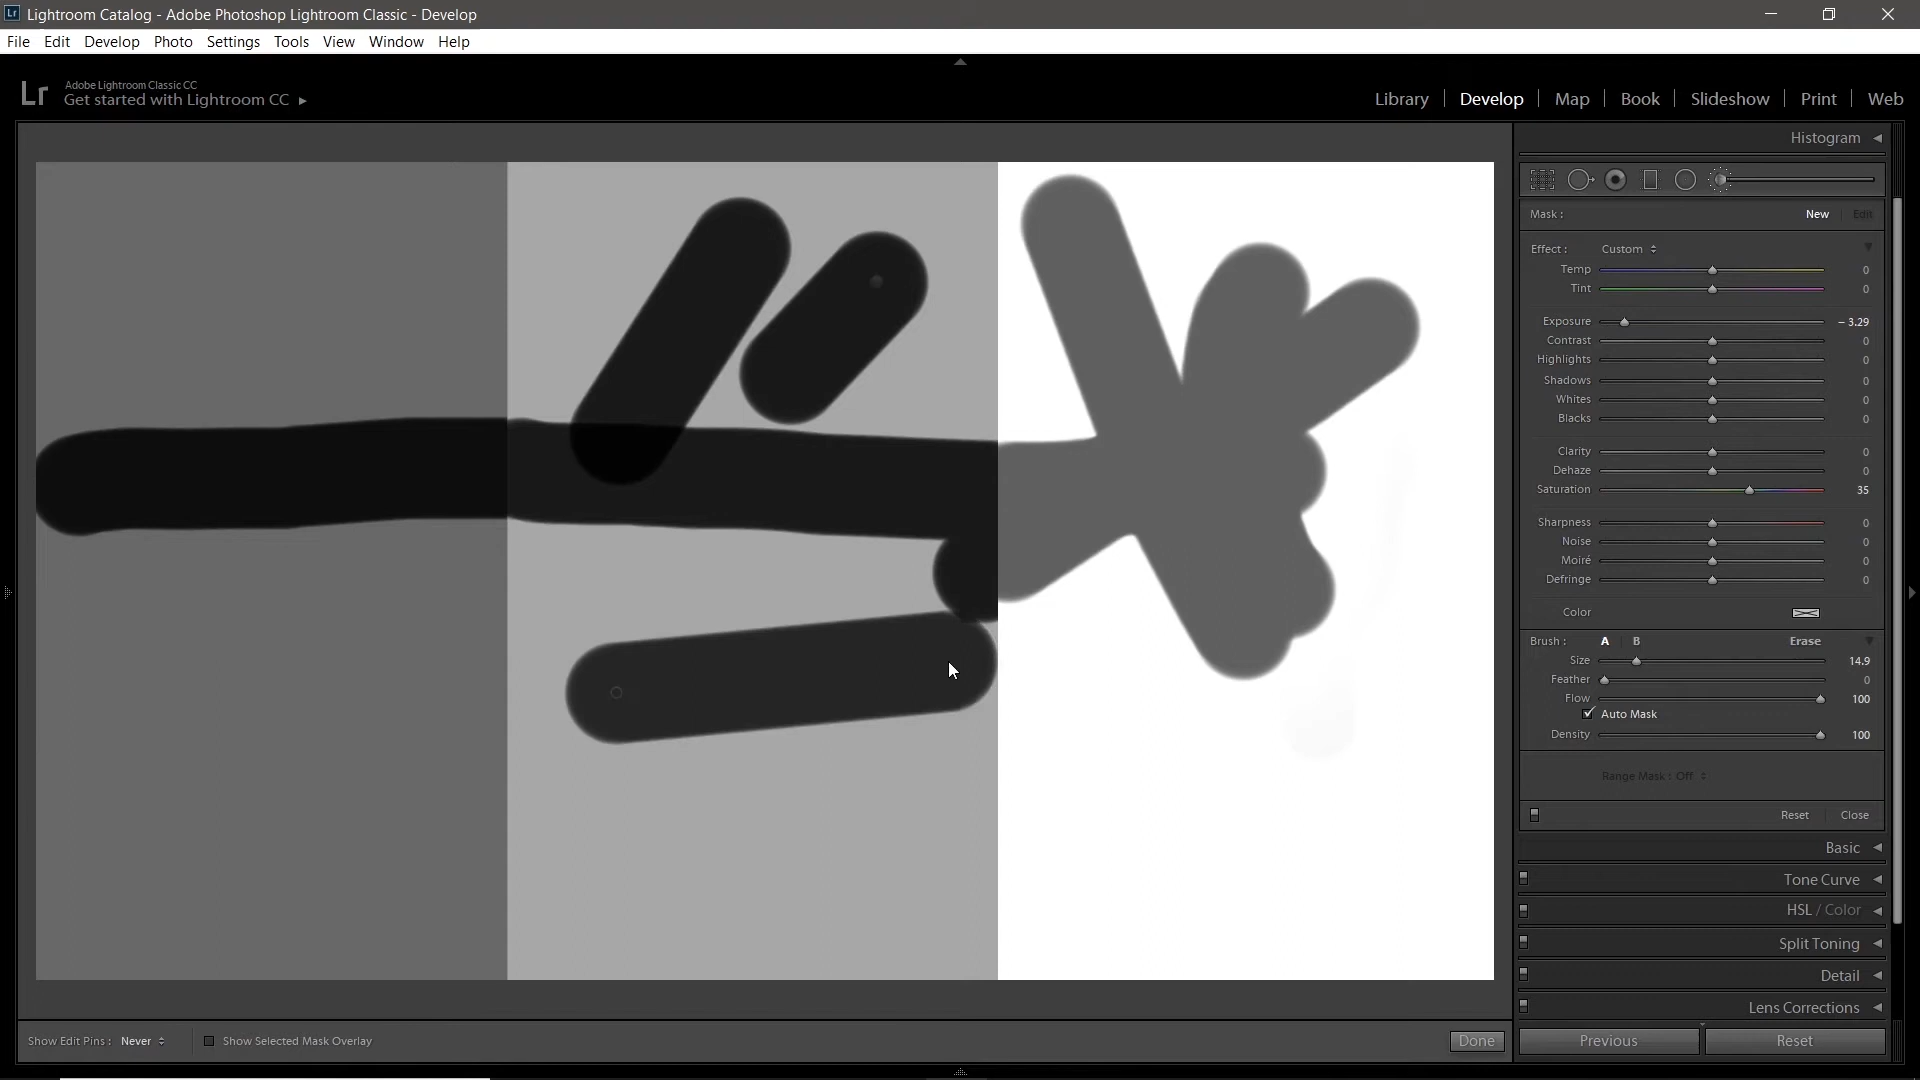 Lightroom Catalog - Adobe Photoshop Lightroom Classic - Develop
File Edit Develop Photo Settings Tools View Window Help
Lr
Adobe Lightroom Classic CC
Get started with Lightroom CC
Library | Develop | Map | Book | Slideshow | Print | Web
Histogram
Mask : New | Edit
Effect : Custom
Temp 0
Tint 0
Exposure – 3.29
Contrast 0
Highlights 0
Shadows 0
Whites 0
Blacks 0
Clarity 0
Dehaze 0
Saturation 35
Sharpness 0
Noise 0
Moiré 0
Defringe 0
Color
Brush : A | B Erase
Size 14.9
Feather 0
Flow 100
Auto Mask
Density 100
Range Mask : Off
Reset Close
Basic
Tone Curve
HSL / Color
Split Toning
Detail
Lens Corrections
Show Edit Pins : Never Show Selected Mask Overlay Done
Previous Reset